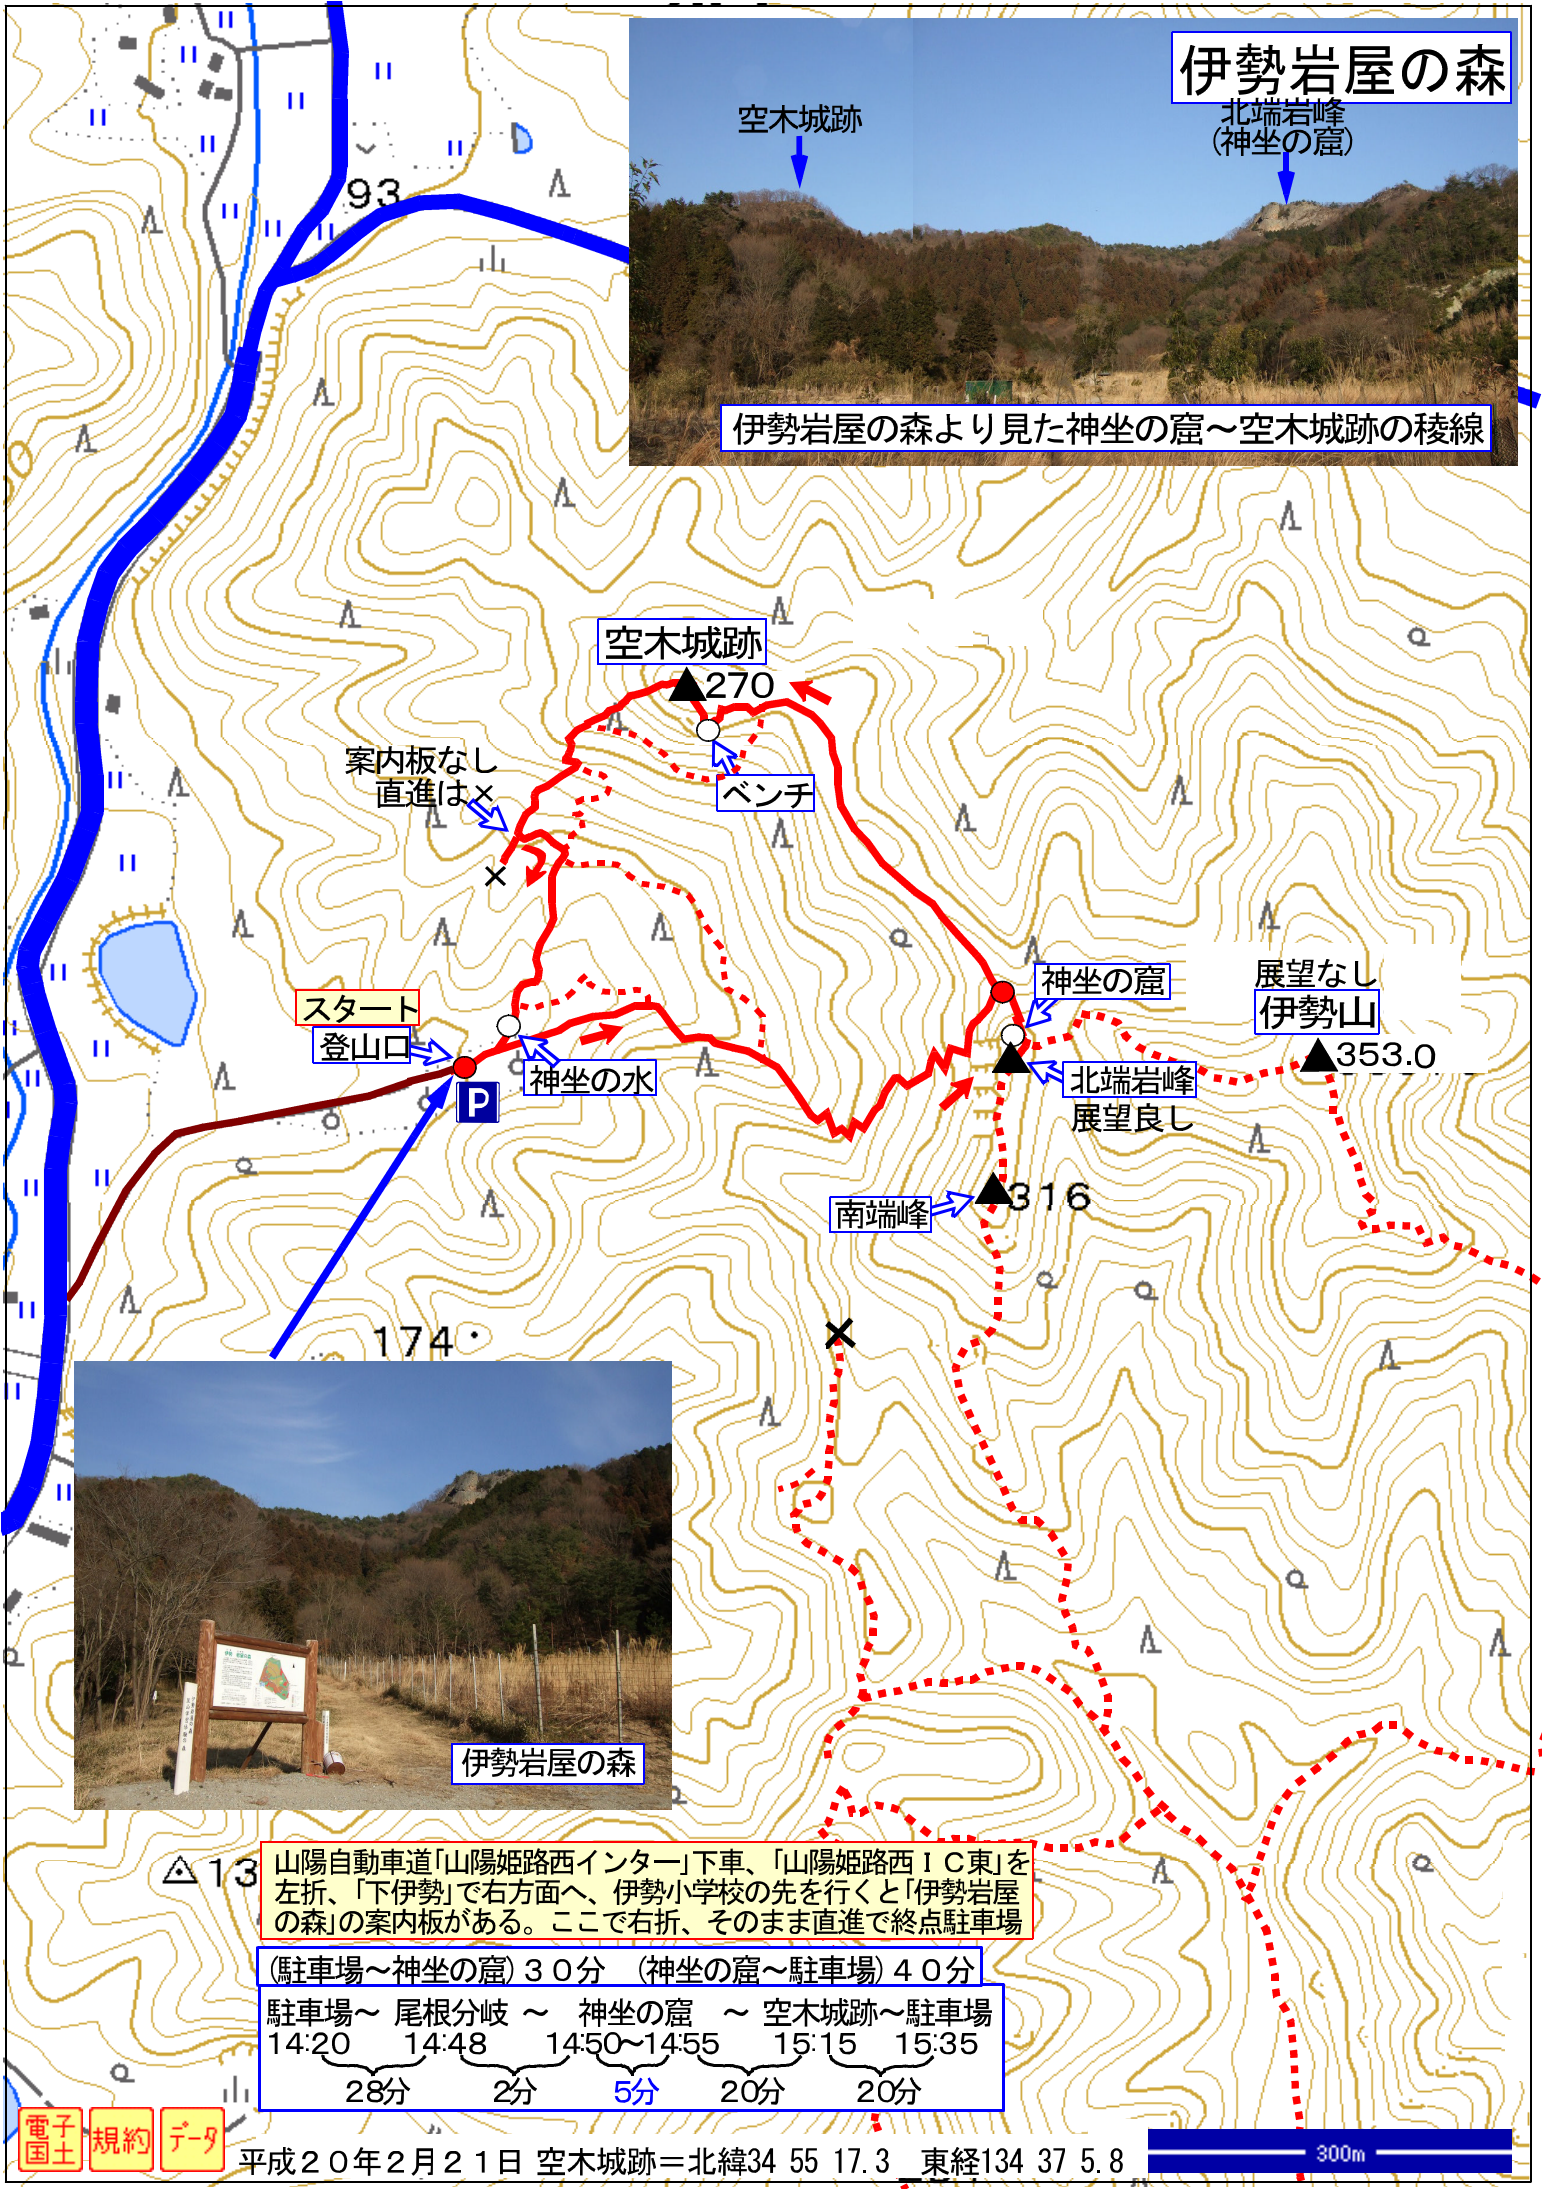 伊勢岩屋の森
空木城跡
北端岩峰
(神坐の窟)
伊勢岩屋の森より見た神坐の窟～空木城跡の稜線
93
空木城跡
270
ベンチ
案内板なし
直進は×
×
神坐の窟
展望なし
伊勢山
353.0
スタート
登山口
神坐の水
P
北端岩峰
展望良し
南端峰
316
174
伊勢岩屋の森
13
山陽自動車道「山陽姫路西インター」下車、「山陽姫路西ＩＣ東」を
左折、「下伊勢」で右方面へ、伊勢小学校の先を行くと「伊勢岩屋
の森」の案内板がある。ここで右折、そのまま直進で終点駐車場
(駐車場～神坐の窟)３０分　(神坐の窟～駐車場)４０分
駐車場～ 尾根分岐 ～ 神坐の窟 ～ 空木城跡～駐車場
14:20 14:48 14:50～14:55 15:15 15:35
28分 2分 5分 20分 20分
電子国土 規約 データ
平成２０年２月２１日 空木城跡＝北緯34 55 17.3 東経134 37 5.8
300m